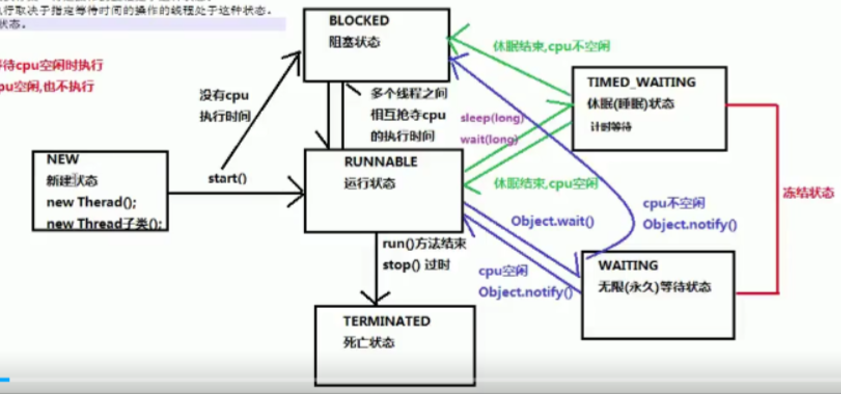 行取决于指定等待时间的操作的线程处于这种状态。
状态。
待cpu空闲时执行
pu空闲,也不执行
BLOCKED
阻塞状态
休眠结束,cpu不空闲
TIMED_WAITING
休眠(睡眠)状态
计时等待
没有cpu
执行时间
多个线程之间
相互抢夺cpu
的执行时间
sleep(long)
wait(long)
NEW
新建状态
new Therad();
new Thread子类();
start()
RUNNABLE
运行状态
休眠结束,cpu空闲
冻结状态
Object.wait()
cpu不空闲
Object.notify()
run()方法结束
stop() 过时
cpu空闲
Object.notify()
WAITING
无限(永久)等待状态
TERMINATED
死亡状态